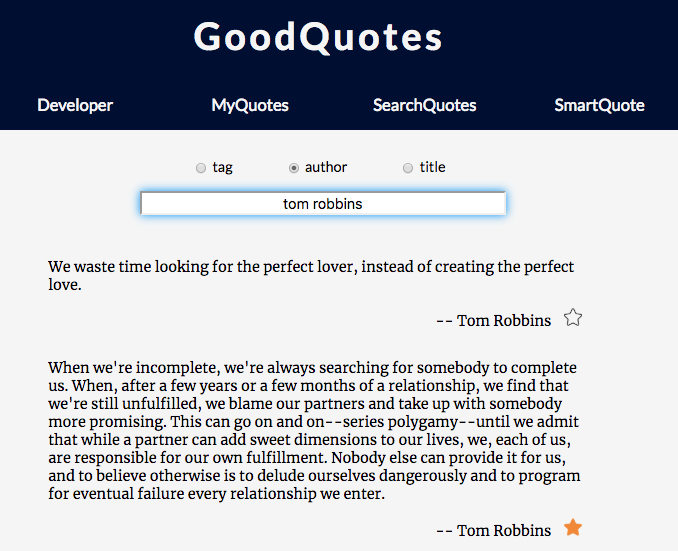 GoodQuotes
Developer MyQuotes SearchQuotes SmartQuote
tag author title
tom robbins
We waste time looking for the perfect lover, instead of creating the perfect
love.
-- Tom Robbins
When we're incomplete, we're always searching for somebody to complete
us. When, after a few years or a few months of a relationship, we find that
we're still unfulfilled, we blame our partners and take up with somebody
more promising. This can go on and on--series polygamy--until we admit
that while a partner can add sweet dimensions to our lives, we, each of us,
are responsible for our own fulfillment. Nobody else can provide it for us,
and to believe otherwise is to delude ourselves dangerously and to program
for eventual failure every relationship we enter.
-- Tom Robbins